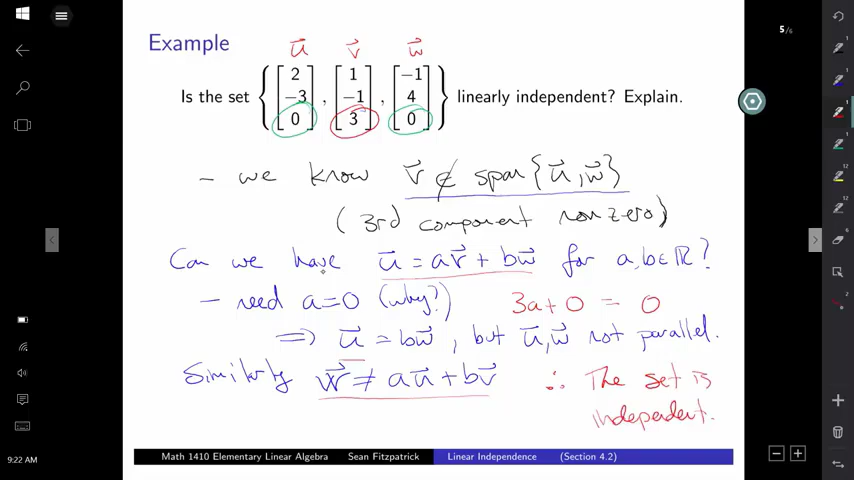 5/6
Example
u⃗ v⃗ w⃗
Is the set { [2 −3 0], [1 −1 3], [−1 4 0] } linearly independent? Explain.
- we know v⃗ ∉ span{u⃗, w⃗}
(3rd component nonzero)
Can we have u⃗ = av⃗ + bw⃗ for a,b∈ℝ?
- need a=0 (why?) 3a+0 = 0
⟹ u⃗ = bw⃗, but u⃗,w⃗ not parallel.
Similarly w⃗ ≠ au⃗ + bv⃗ ∴ The set is
independent.
Math 1410 Elementary Linear Algebra Sean Fitzpatrick Linear Independence (Section 4.2)
9:22 AM